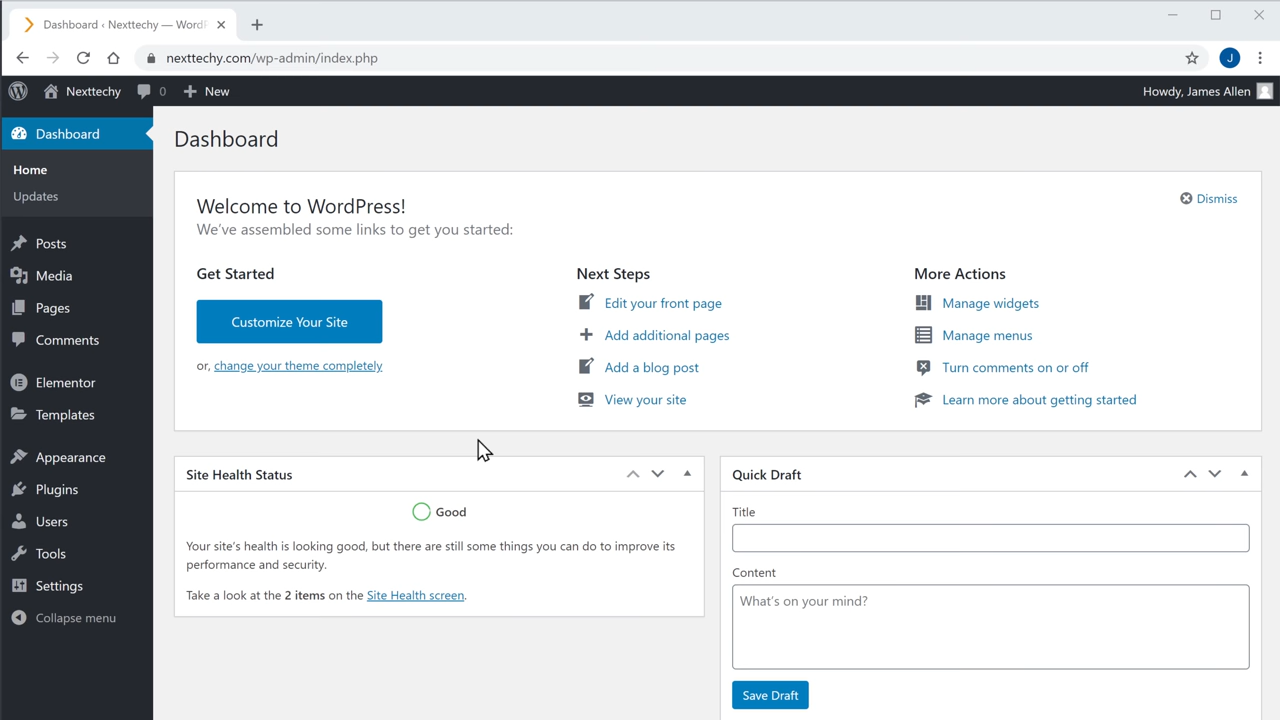 Dashboard ‹ Nexttechy — WordP
nexttechy.com/wp-admin/index.php
J
Nexttechy 0 New
Howdy, James Allen
Dashboard
Home
Updates
Posts
Media
Pages
Comments
Elementor
Templates
Appearance
Plugins
Users
Tools
Settings
Collapse menu
Dashboard
Welcome to WordPress!
Dismiss
We've assembled some links to get you started:
Get Started
Customize Your Site
or, change your theme completely
Next Steps
Edit your front page
Add additional pages
Add a blog post
View your site
More Actions
Manage widgets
Manage menus
Turn comments on or off
Learn more about getting started
Site Health Status
Good
Your site's health is looking good, but there are still some things you can do to improve its
performance and security.
Take a look at the 2 items on the Site Health screen.
Quick Draft
Title
Content
What's on your mind?
Save Draft